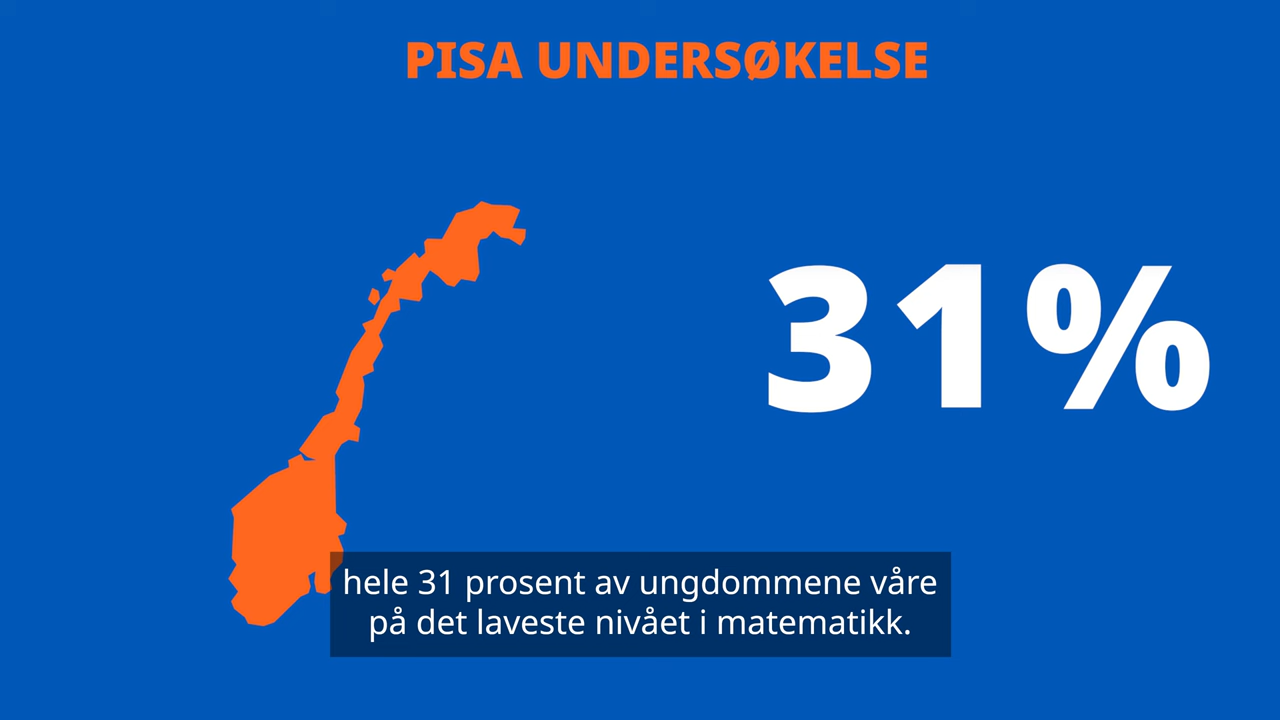 PISA UNDERSØKELSE
31%
hele 31 prosent av ungdommene våre
på det laveste nivået i matematikk.